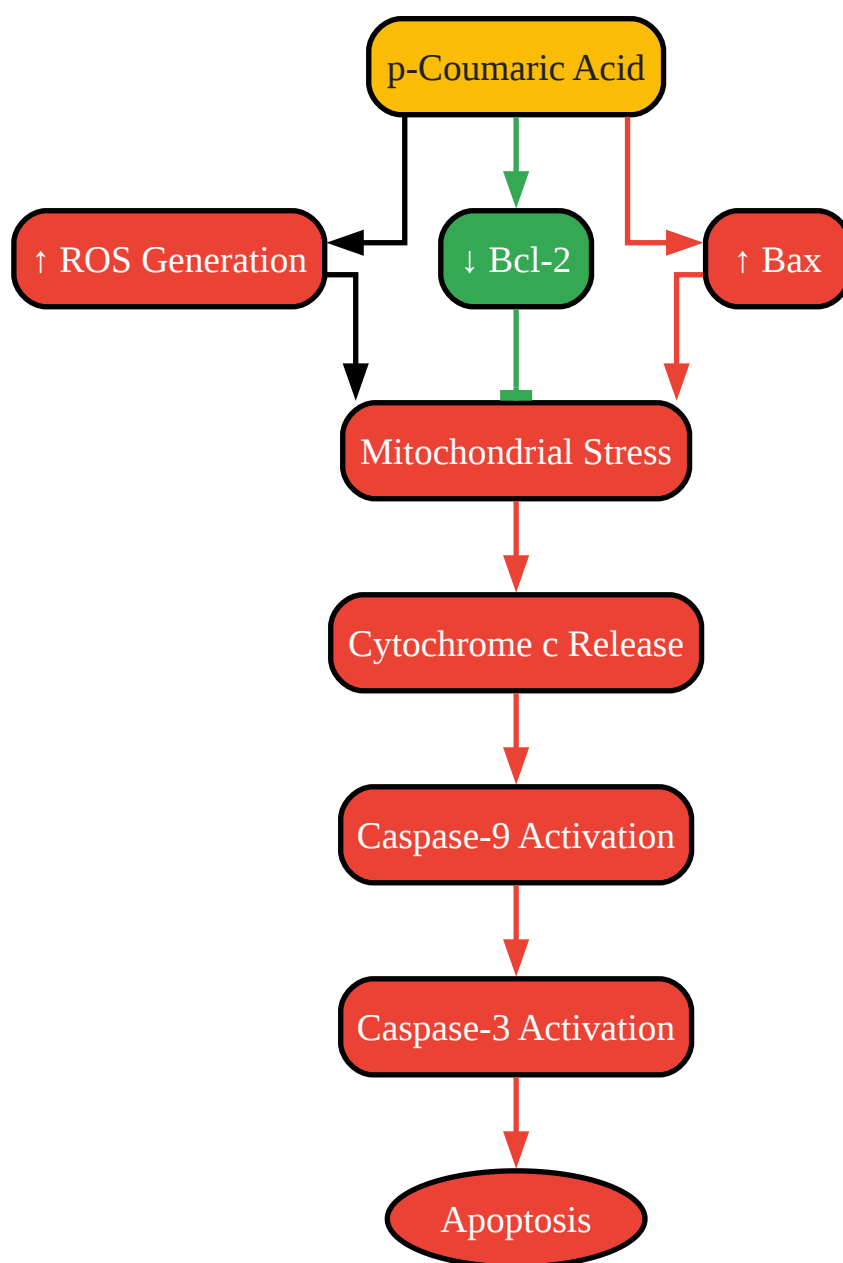 p-Coumaric Acid
↑ ROS Generation
↓ Bcl-2
↑ Bax
Mitochondrial Stress
Cytochrome c Release
Caspase-9 Activation
Caspase-3 Activation
Apoptosis